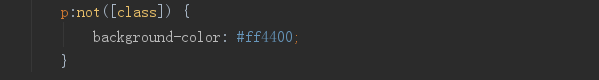 p:not([class]) {
    background-color: #ff4400;
}